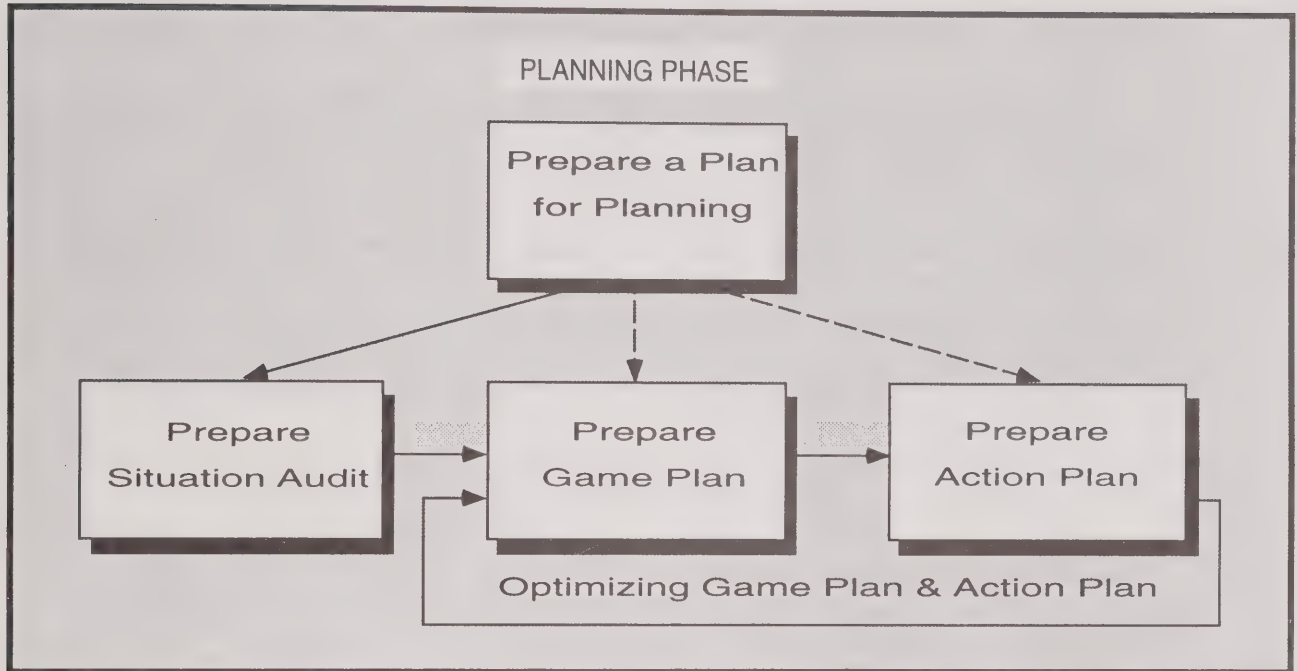 PLANNING PHASE
Prepare a Plan
for Planning
Prepare
Situation Audit
Prepare
Game Plan
Prepare
Action Plan
Optimizing Game Plan & Action Plan